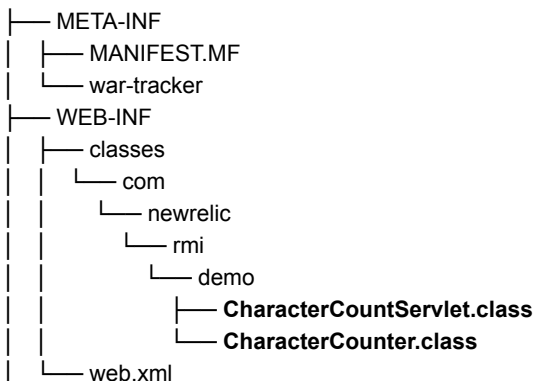 ├── META-INF
│   ├── MANIFEST.MF
│   └── war-tracker
├── WEB-INF
│   ├── classes
│   │   └── com
│   │       └── newrelic
│   │           └── rmi
│   │               └── demo
│   │                   ├── CharacterCountServlet.class
│   │                   └── CharacterCounter.class
│   └── web.xml